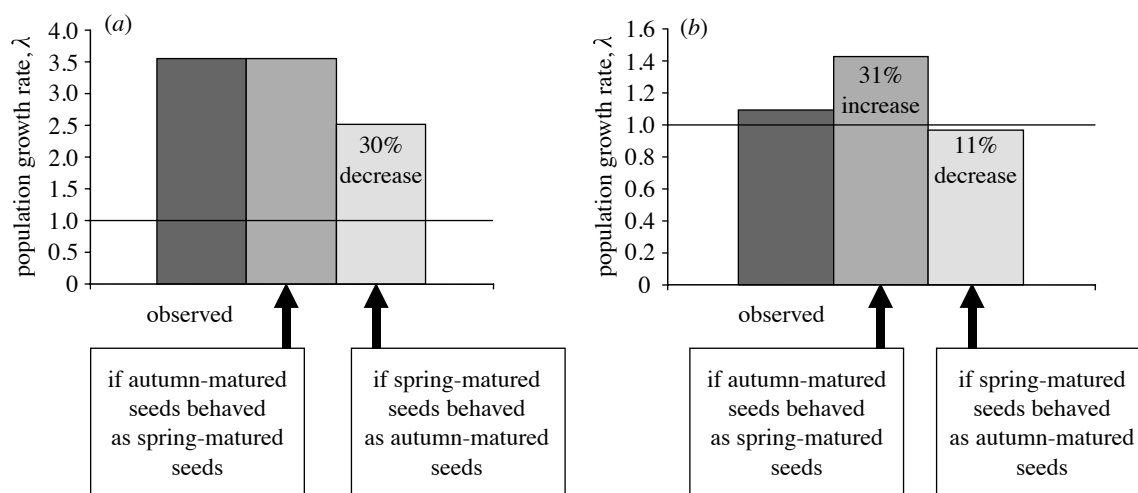 (a)
population growth rate, λ
4.0
3.5
3.0
2.5
2.0
1.5
1.0
0.5
0
30%
decrease
observed
if autumn-matured
seeds behaved
as spring-matured
seeds
if spring-matured
seeds behaved
as autumn-matured
seeds
(b)
population growth rate, λ
1.6
1.4
1.2
1.0
0.8
0.6
0.4
0.2
0
31%
increase
11%
decrease
observed
if autumn-matured
seeds behaved
as spring-matured
seeds
if spring-matured
seeds behaved
as autumn-matured
seeds